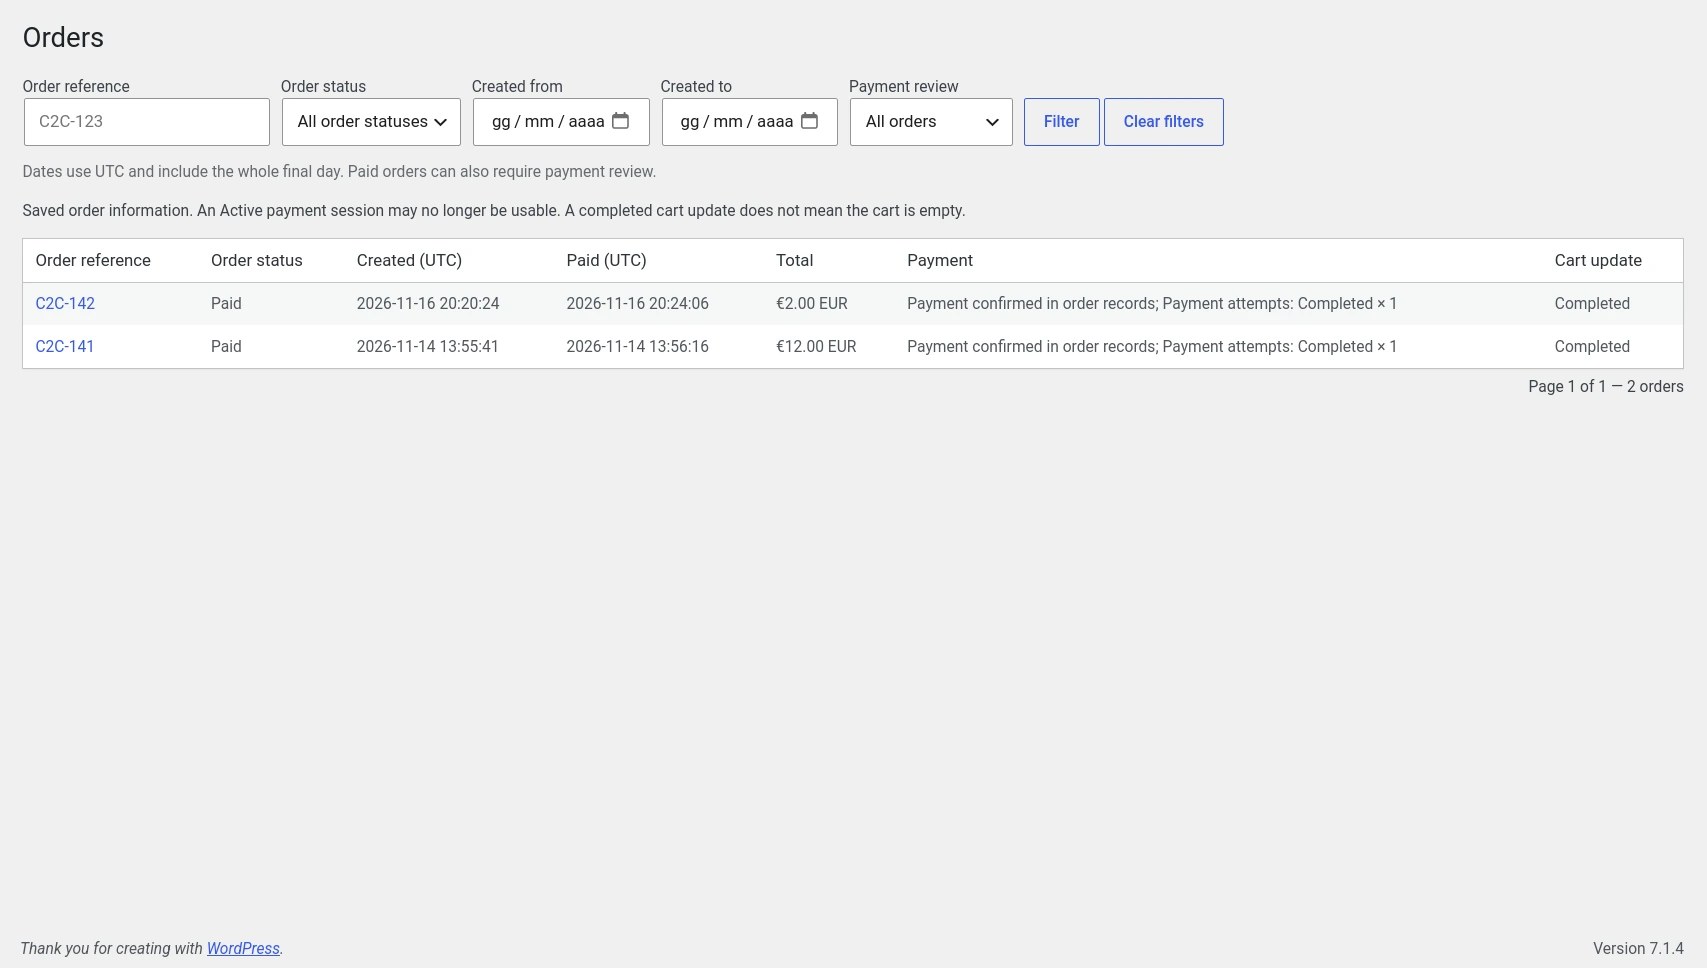 Orders
Order reference Order status Created from Created to Payment review
C2C-123 All order statuses gg / mm / aaaa gg / mm / aaaa All orders Filter Clear filters
Dates use UTC and include the whole final day. Paid orders can also require payment review.
Saved order information. An Active payment session may no longer be usable. A completed cart update does not mean the cart is empty.
Order reference Order status Created (UTC) Paid (UTC) Total Payment Cart update
C2C-142 Paid 2026-11-16 20:20:24 2026-11-16 20:24:06 €2.00 EUR Payment confirmed in order records; Payment attempts: Completed × 1 Completed
C2C-141 Paid 2026-11-14 13:55:41 2026-11-14 13:56:16 €12.00 EUR Payment confirmed in order records; Payment attempts: Completed × 1 Completed
Page 1 of 1 — 2 orders
Thank you for creating with WordPress. Version 7.1.4